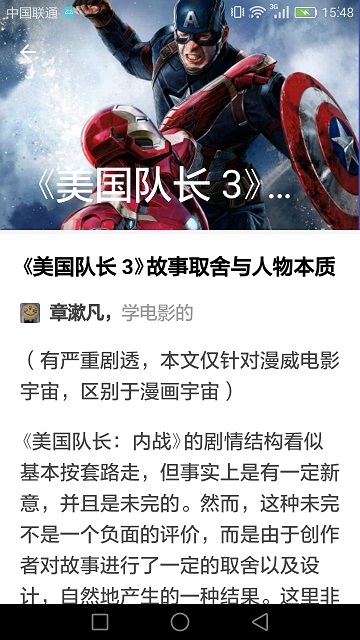 中国联通
3G
15:48
《美国队长 3》…
《美国队长 3》故事取舍与人物本质
章漱凡，学电影的
（有严重剧透，本文仅针对漫威电影
宇宙，区别于漫画宇宙）
《美国队长：内战》的剧情结构看似
基本按套路走，但事实上是有一定新
意，并且是未完的。然而，这种未完
不是一个负面的评价，而是由于创作
者对故事进行了一定的取舍以及设
计，自然地产生的一种结果。这里非